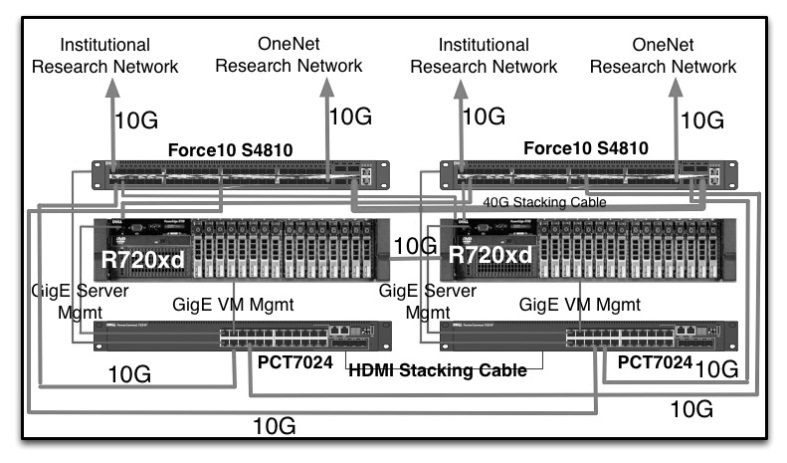 Institutional
Research Network
OneNet
Research Network
Institutional
Research Network
OneNet
Research Network
10G
10G
10G
10G
Force10 S4810
Force10 S4810
40G Stacking Cable
R720xd
10G
R720xd
GigE Server
Mgmt
GigE VM Mgmt
GigE Server
Mgmt
GigE VM Mgmt
PCT7024
HDMI Stacking Cable
PCT7024
10G
10G
10G
10G